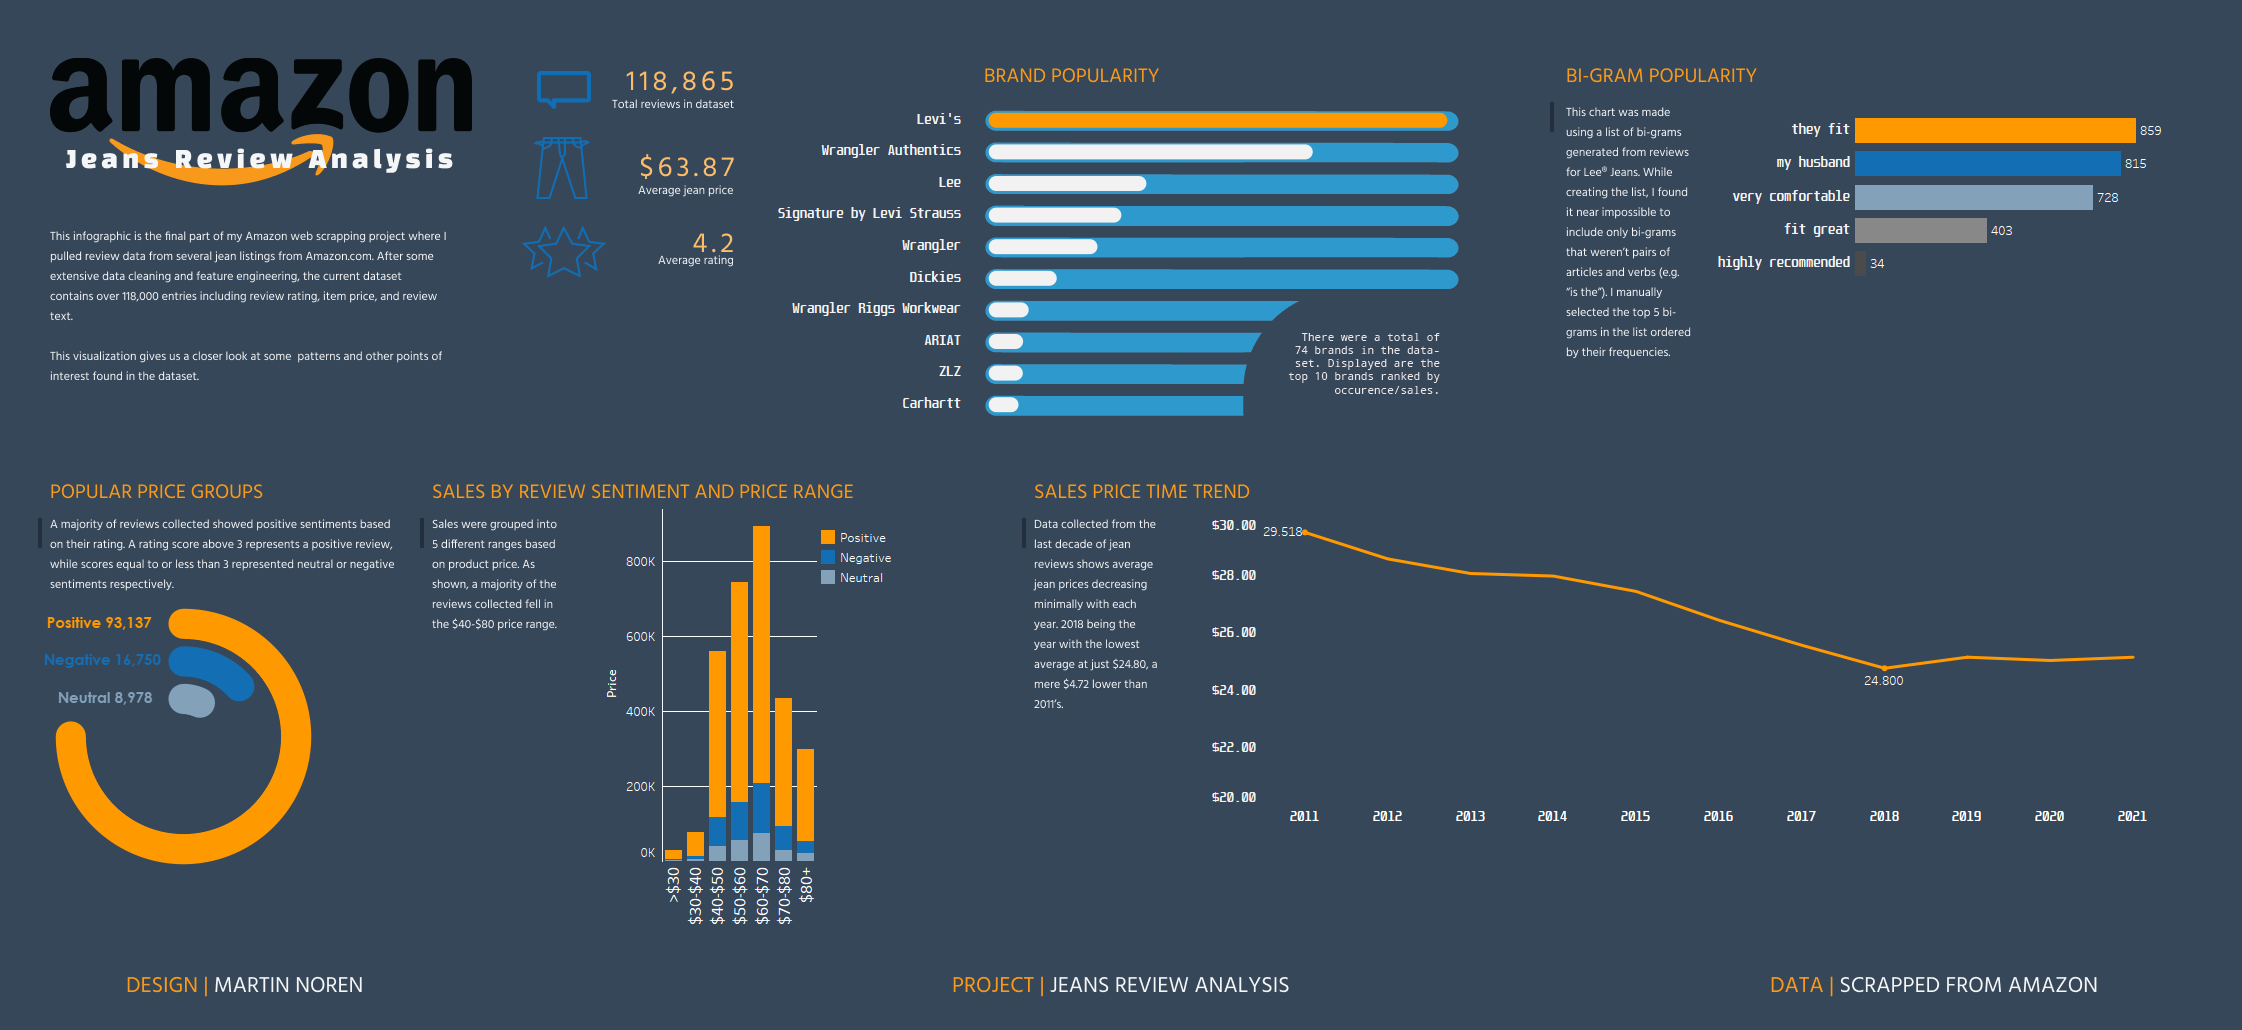 amazon
Jeans Review Analysis
This infographic is the final part of my Amazon web scrapping project where I
pulled review data from several jean listings from Amazon.com. After some
extensive data cleaning and feature engineering, the current dataset
contains over 118,000 entries including review rating, item price, and review
text.
This visualization gives us a closer look at some patterns and other points of
interest found in the dataset.
118,865
Total reviews in dataset
$63.87
Average jean price
4.2
Average rating
BRAND POPULARITY
Levi's
Wrangler Authentics
Lee
Signature by Levi Strauss
Wrangler
Dickies
Wrangler Riggs Workwear
ARIAT
ZLZ
Carhartt
There were a total of
74 brands in the data-
set. Displayed are the
top 10 brands ranked by
occurence/sales.
BI-GRAM POPULARITY
This chart was made
using a list of bi-grams
generated from reviews
for Lee® Jeans. While
creating the list, I found
it near impossible to
include only bi-grams
that weren't pairs of
articles and verbs (e.g.
"is the"). I manually
selected the top 5 bi-
grams in the list ordered
by their frequencies.
they fit 859
my husband 815
very comfortable 728
fit great 403
highly recommended 34
POPULAR PRICE GROUPS
A majority of reviews collected showed positive sentiments based
on their rating. A rating score above 3 represents a positive review,
while scores equal to or less than 3 represented neutral or negative
sentiments respectively.
Positive 93,137
Negative 16,750
Neutral 8,978
SALES BY REVIEW SENTIMENT AND PRICE RANGE
Sales were grouped into
5 different ranges based
on product price. As
shown, a majority of the
reviews collected fell in
the $40-$80 price range.
Price
800K
600K
400K
200K
0K
>$30
$30-$40
$40-$50
$50-$60
$60-$70
$70-$80
$80+
Positive
Negative
Neutral
SALES PRICE TIME TREND
Data collected from the
last decade of jean
reviews shows average
jean prices decreasing
minimally with each
year. 2018 being the
year with the lowest
average at just $24.80, a
mere $4.72 lower than
2011's.
$30.00
$28.00
$26.00
$24.00
$22.00
$20.00
29.518
24.800
2011 2012 2013 2014 2015 2016 2017 2018 2019 2020 2021
DESIGN | MARTIN NOREN
PROJECT | JEANS REVIEW ANALYSIS
DATA | SCRAPPED FROM AMAZON